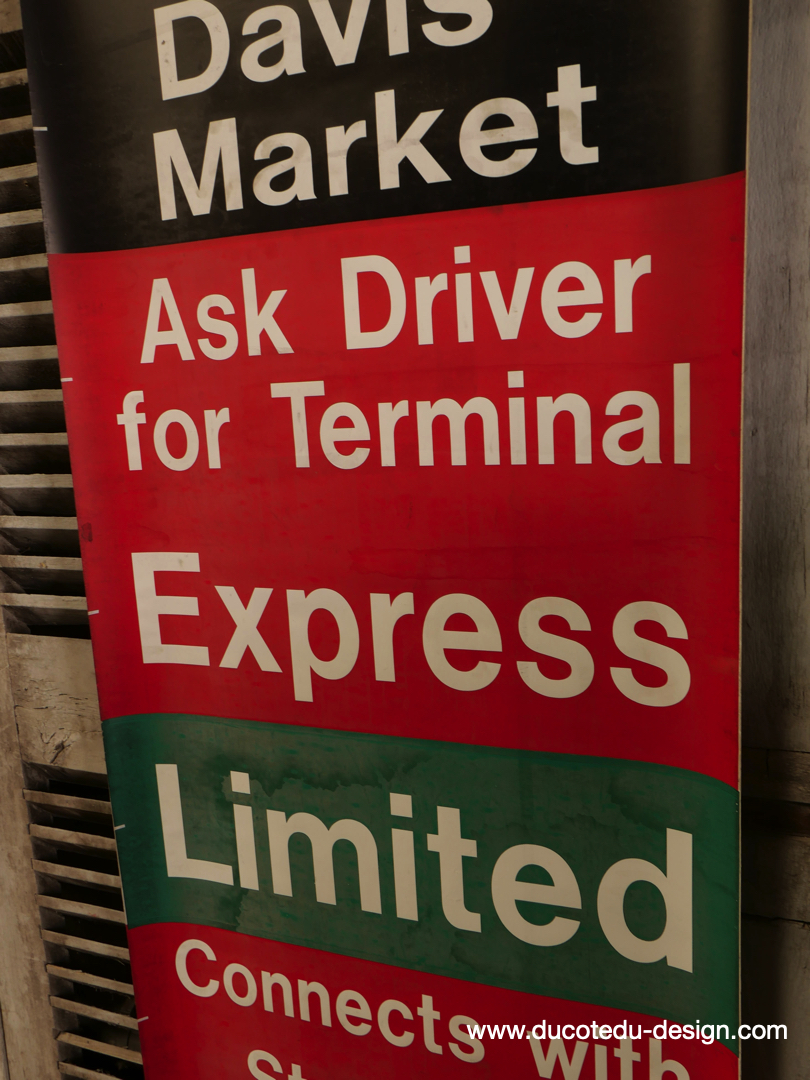 Davis
Market
Ask Driver
for Terminal
Express
Limited
Connects with
www.ducotedu-design.com